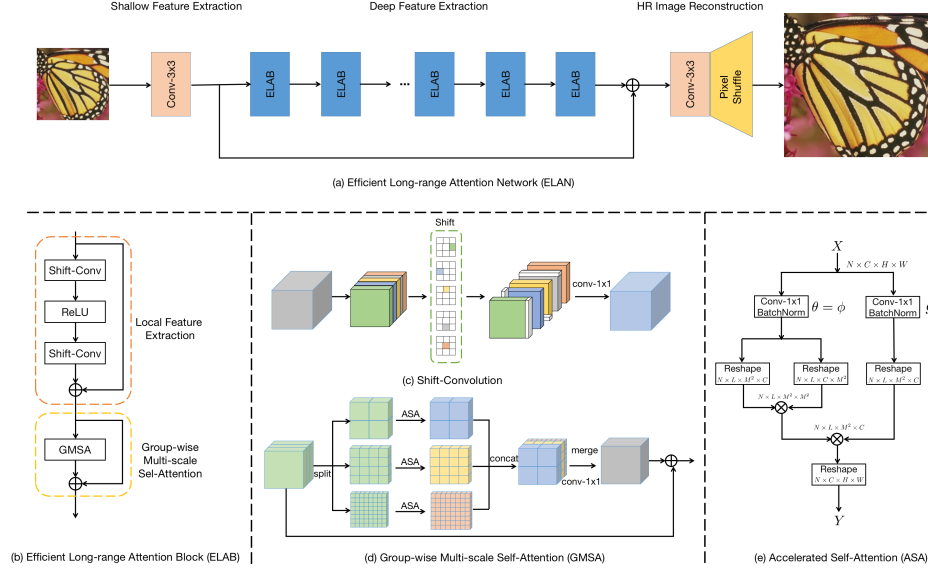 Shallow Feature Extraction
Deep Feature Extraction
HR Image Reconstruction
Conv-3x3
ELAB
ELAB
...
ELAB
ELAB
ELAB
Conv-3x3
Pixel
Shuffle
(a) Efficient Long-range Attention Network (ELAN)
Shift-Conv
ReLU
Shift-Conv
Local Feature
Extraction
GMSA
Group-wise
Multi-scale
Sel-Attention
(b) Efficient Long-range Attention Block (ELAB)
Shift
conv-1x1
(c) Shift-Convolution
split
ASA
ASA
ASA
concat
merge
conv-1x1
(d) Group-wise Multi-scale Self-Attention (GMSA)
X
N × C × H × W
Conv-1x1
BatchNorm
θ = ϕ
Conv-1x1
BatchNorm
g
Reshape
N × L × M² × C
Reshape
N × L × C × M²
Reshape
N × L × M² × C
N × L × M² × M²
N × L × M² × C
Reshape
N × C × H × W
Y
(e) Accelerated Self-Attention (ASA)